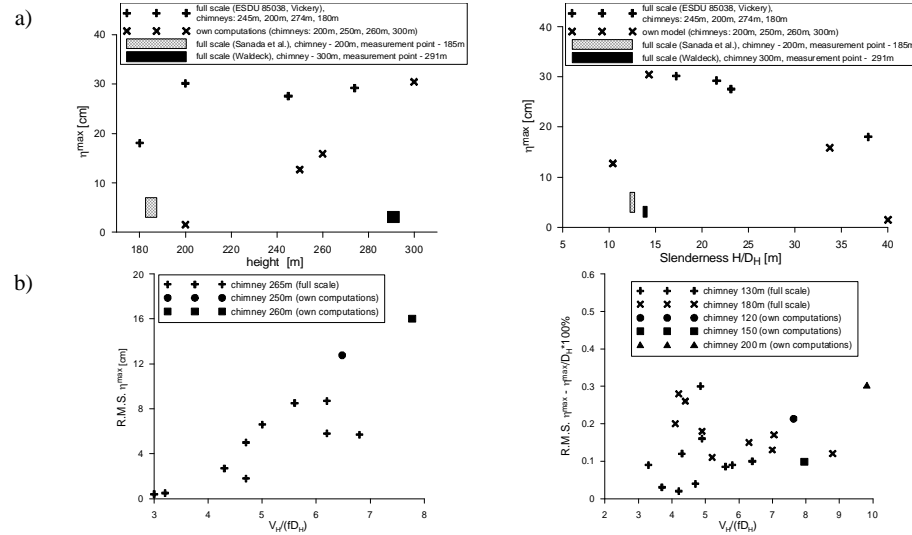 a)
full scale (ESDU 85038, Vickery),
chimneys: 245m, 200m, 274m, 180m
own computations (chimneys: 200m, 250m, 260m, 300m)
full scale (Sanada et al.), chimney - 200m, measurement point - 185m
full scale (Waldeck), chimney - 300m, measurement point - 291m
40
30
20
10
0
η max [cm]
180 200 220 240 260 280 300
height [m]
full scale (ESDU 85038, Vickery),
chimneys: 245m, 200m, 274m, 180m
own model (chimneys: 200m, 250m, 260m, 300m)
full scale (Sanada et al.), chimney - 200m, measurement point - 185m
full scale (Waldeck), chimney 300m, measurement point - 291m
40
30
20
10
0
η max [cm]
5 10 15 20 25 30 35 40
Slenderness H/DH [m]
b)
chimney 265m (full scale)
chimney 250m (own computations)
chimney 260m (own computations)
20
16
12
8
4
0
R.M.S. η max [cm]
3 4 5 6 7 8
VH/(fDH)
chimney 130m (full scale)
chimney 180m (full scale)
chimney 120 (own computations)
chimney 150 (own computations)
chimney 200 m (own computations)
0.6
0.5
0.4
0.3
0.2
0.1
0
R.M.S. η max - η max/DH*100%
2 3 4 5 6 7 8 9 10
VH/(fDH)